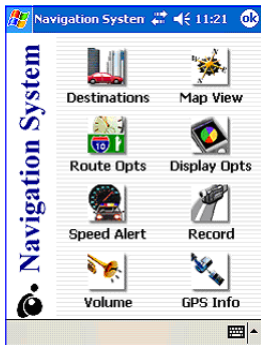 Navigation Systen 11:21 ok
Navigation System
Destinations Map View
Route Opts Display Opts
Speed Alert Record
Volume GPS Info